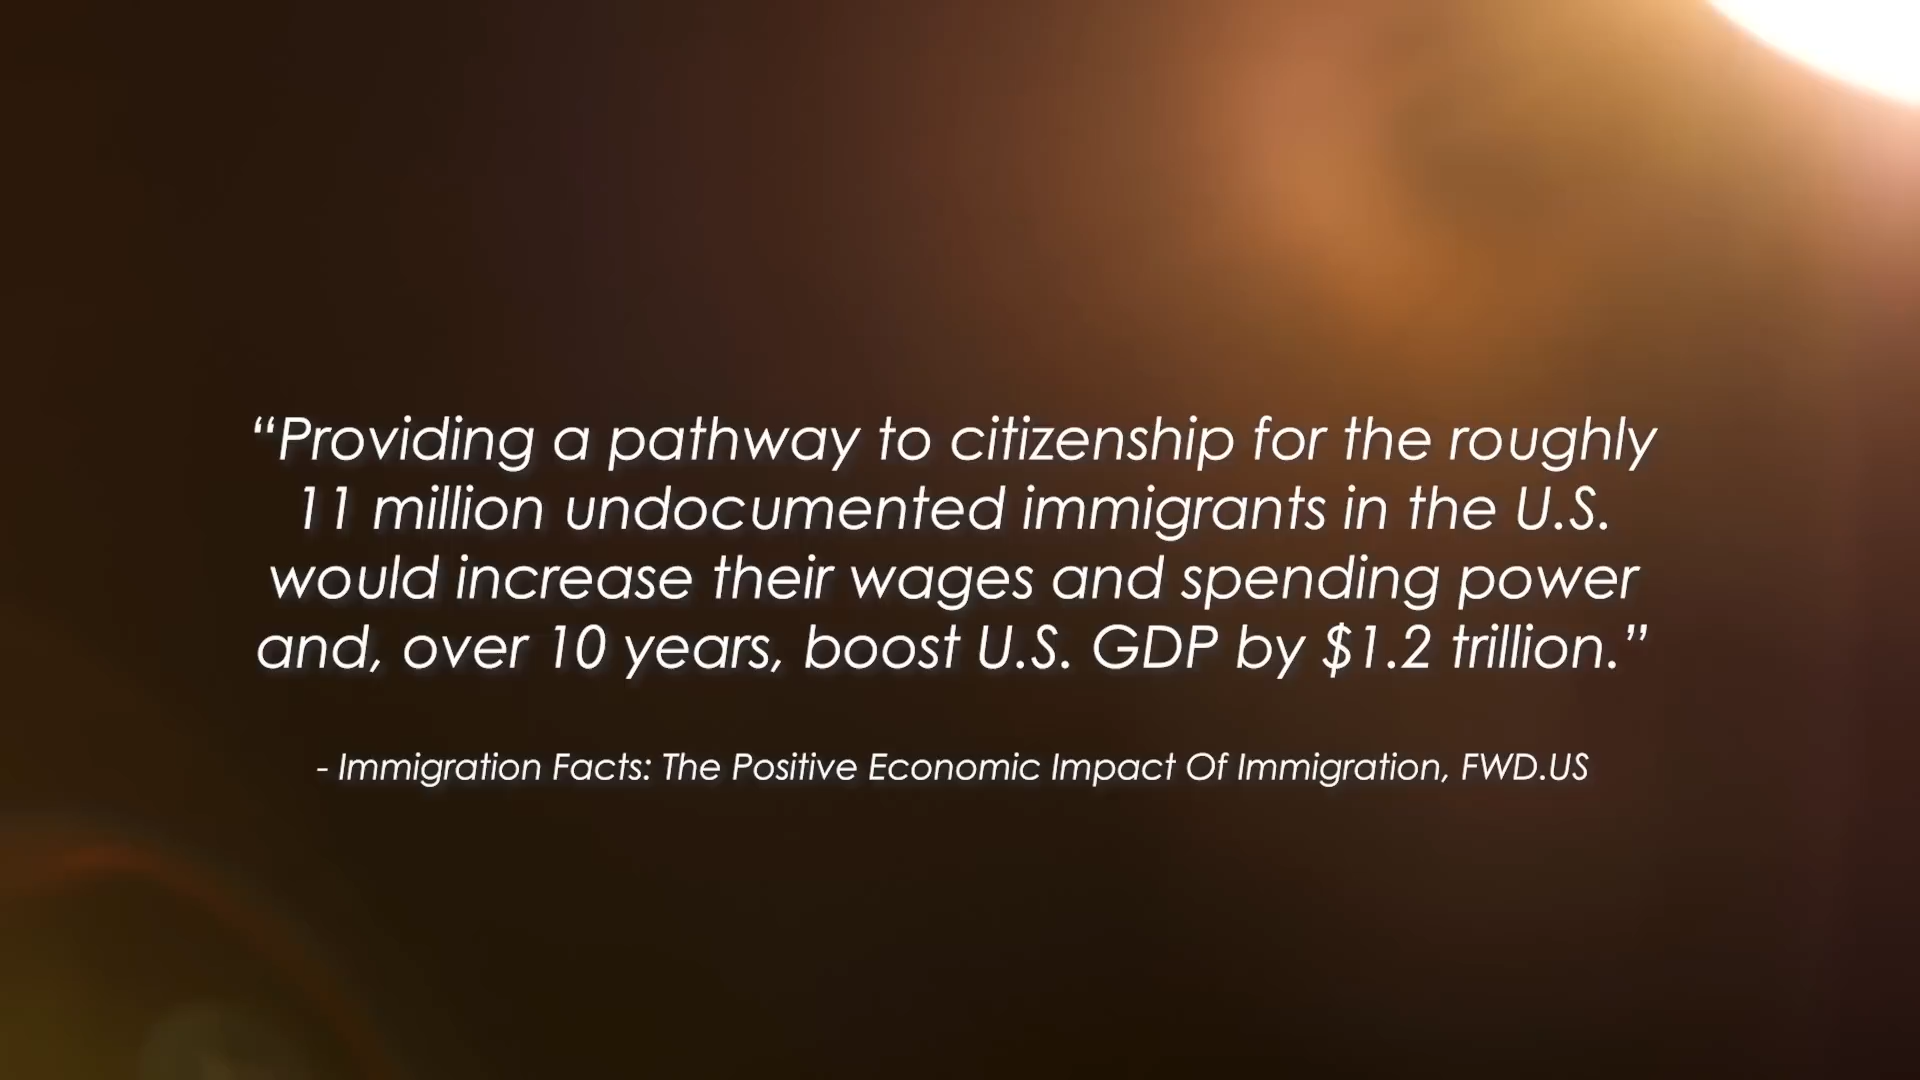 “Providing a pathway to citizenship for the roughly
11 million undocumented immigrants in the U.S.
would increase their wages and spending power
and, over 10 years, boost U.S. GDP by $1.2 trillion.”
- Immigration Facts: The Positive Economic Impact Of Immigration, FWD.US